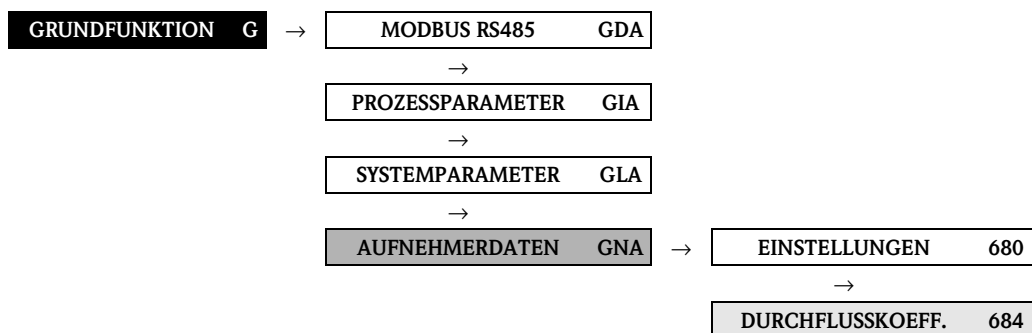 GRUNDFUNKTION G → MODBUS RS485 GDA
→
PROZESSPARAMETER GIA
→
SYSTEMPARAMETER GLA
→
AUFNEHMERDATEN GNA → EINSTELLUNGEN 680
→
DURCHFLUSSKOEFF. 684